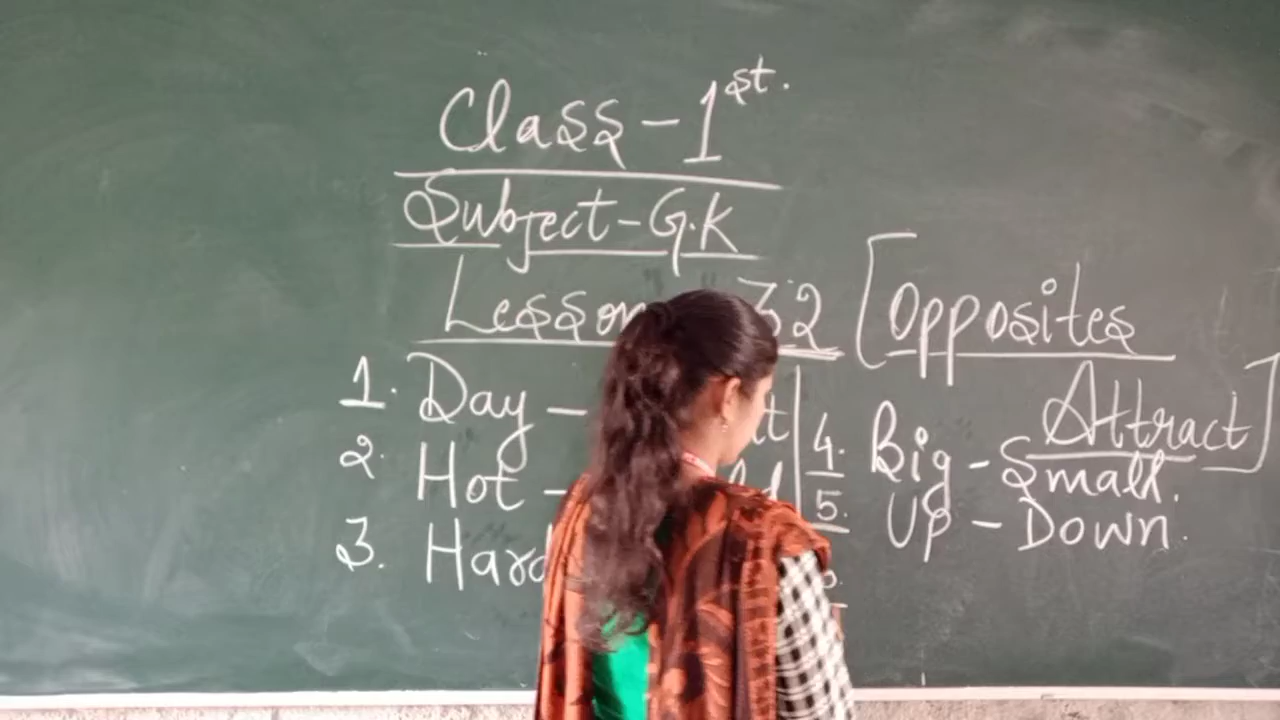 Class - 1st.
Subject - G.K
Lesson 32 [Opposites
Attract]
1. Day -
2. Hot -
3. Hard
4. Big - Small.
5. Up - Down.